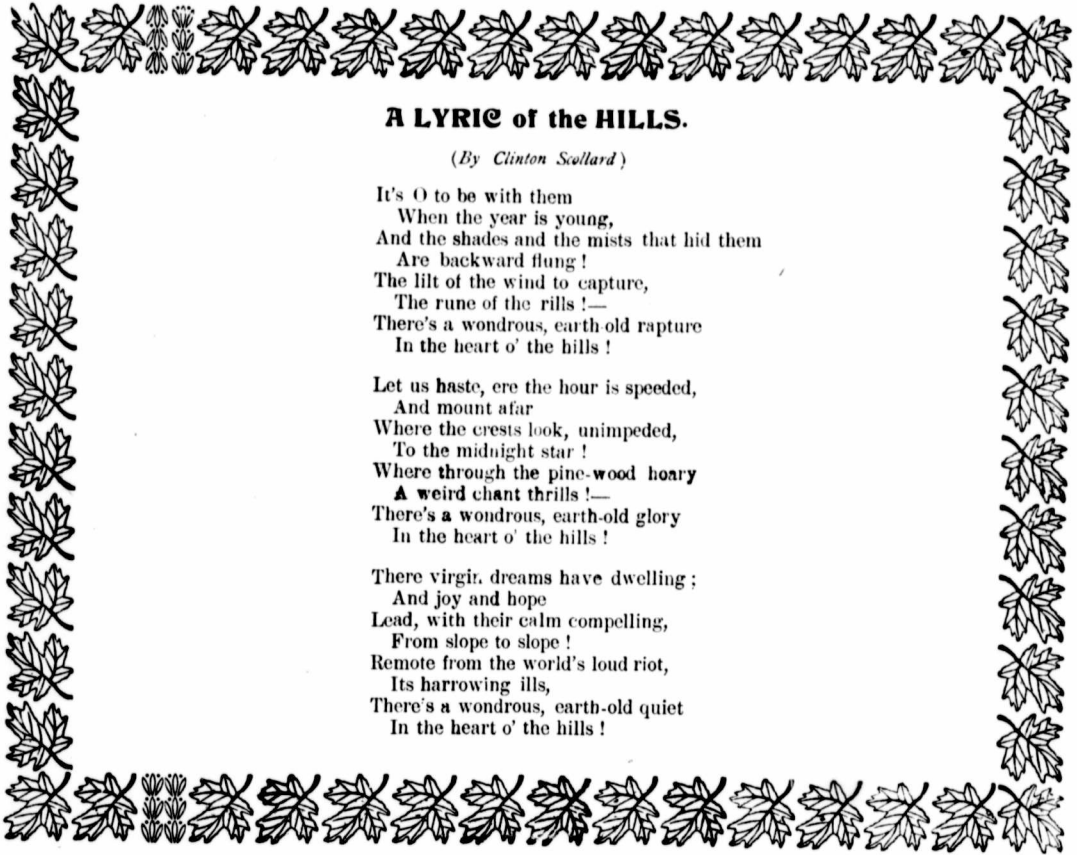 A LYRIC of the HILLS.
(By Clinton Scollard)
It's O to be with them
When the year is young,
And the shades and the mists that hid them
Are backward flung!
The lilt of the wind to capture,
The rune of the rills!—
There's a wondrous, earth-old rapture
In the heart o' the hills!
Let us haste, ere the hour is speeded,
And mount afar
Where the crests look, unimpeded,
To the midnight star!
Where through the pine-wood hoary
A weird chant thrills!—
There's a wondrous, earth-old glory
In the heart o' the hills!
There virgin dreams have dwelling;
And joy and hope
Lead, with their calm compelling,
From slope to slope!
Remote from the world's loud riot,
Its harrowing ills,
There's a wondrous, earth-old quiet
In the heart o' the hills!